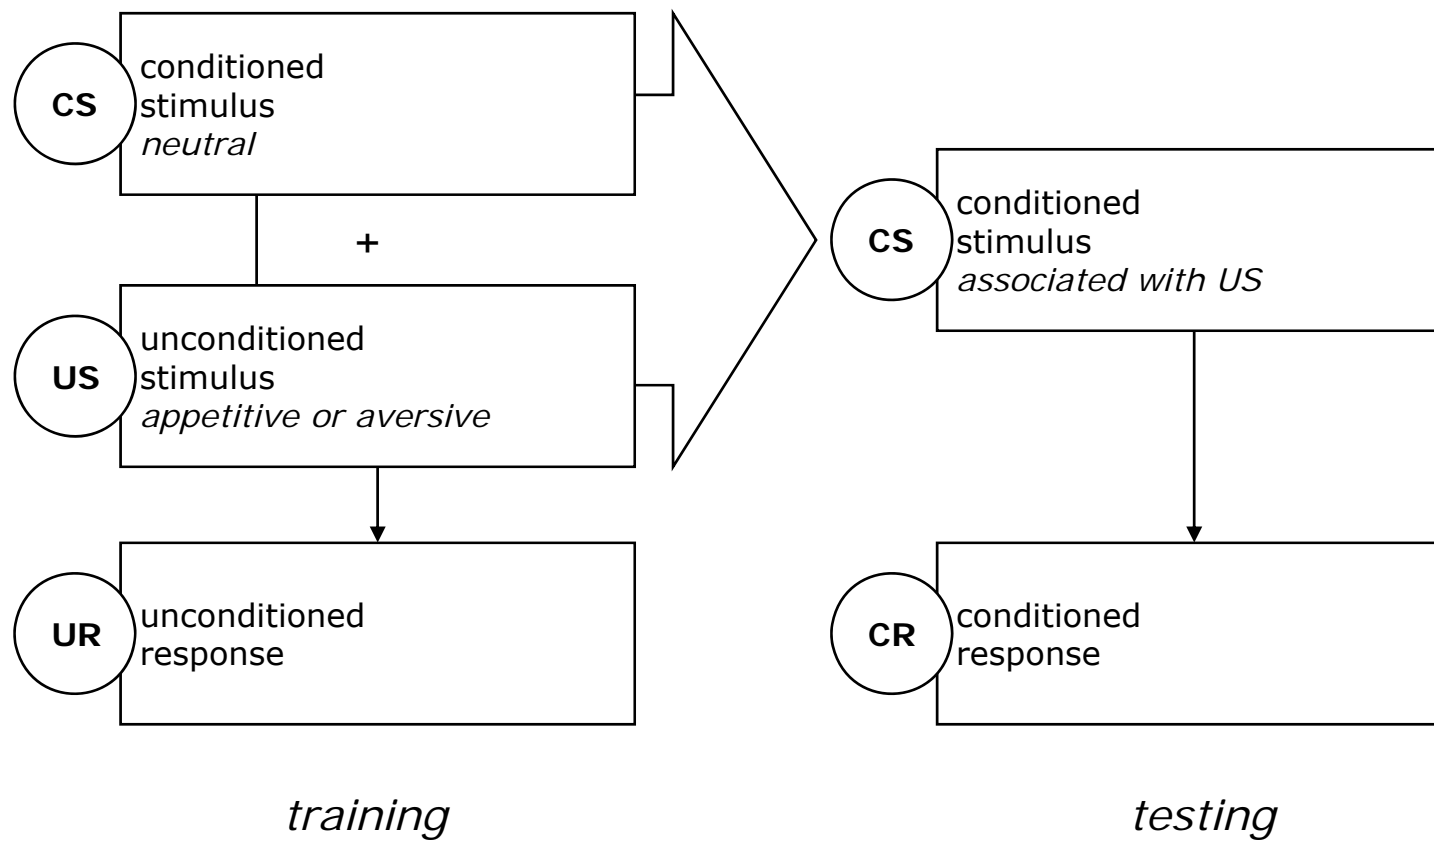 CS
conditioned
stimulus
neutral
+
US
unconditioned
stimulus
appetitive or aversive
UR
unconditioned
response
training
CS
conditioned
stimulus
associated with US
CR
conditioned
response
testing